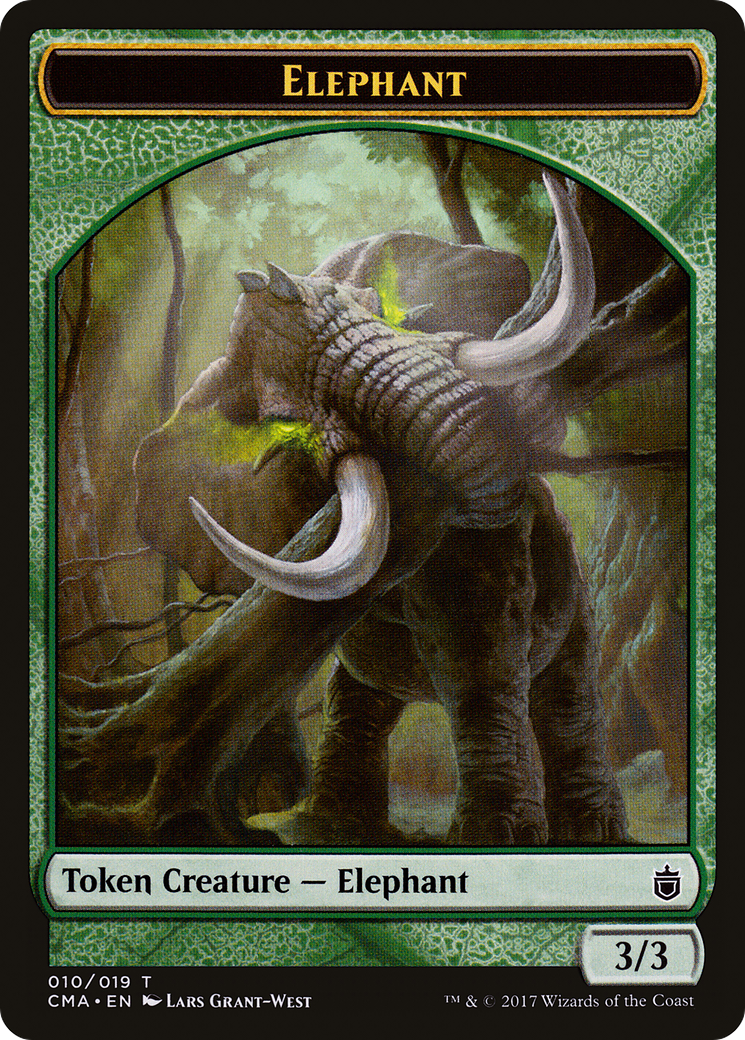 Elephant
Token Creature — Elephant
3/3
010/019 T
CMA • EN Lars Grant-West
™ & © 2017 Wizards of the Coast